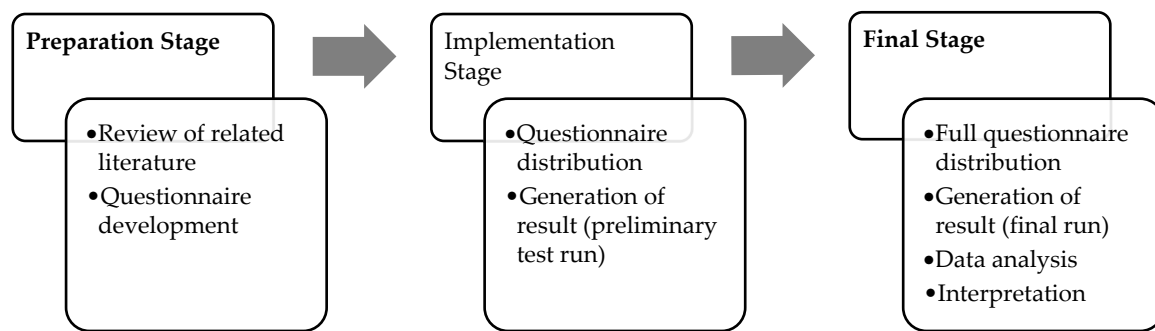 Preparation Stage
•Review of related
literature
•Questionnaire
development
Implementation
Stage
•Questionnaire
distribution
•Generation of
result (preliminary
test run)
Final Stage
•Full questionnaire
distribution
•Generation of
result (final run)
•Data analysis
•Interpretation